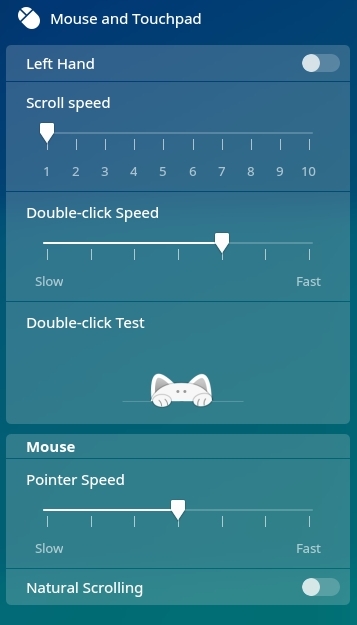 Mouse and Touchpad
Left Hand
Scroll speed
1 2 3 4 5 6 7 8 9 10
Double-click Speed
Slow Fast
Double-click Test
Mouse
Pointer Speed
Slow Fast
Natural Scrolling